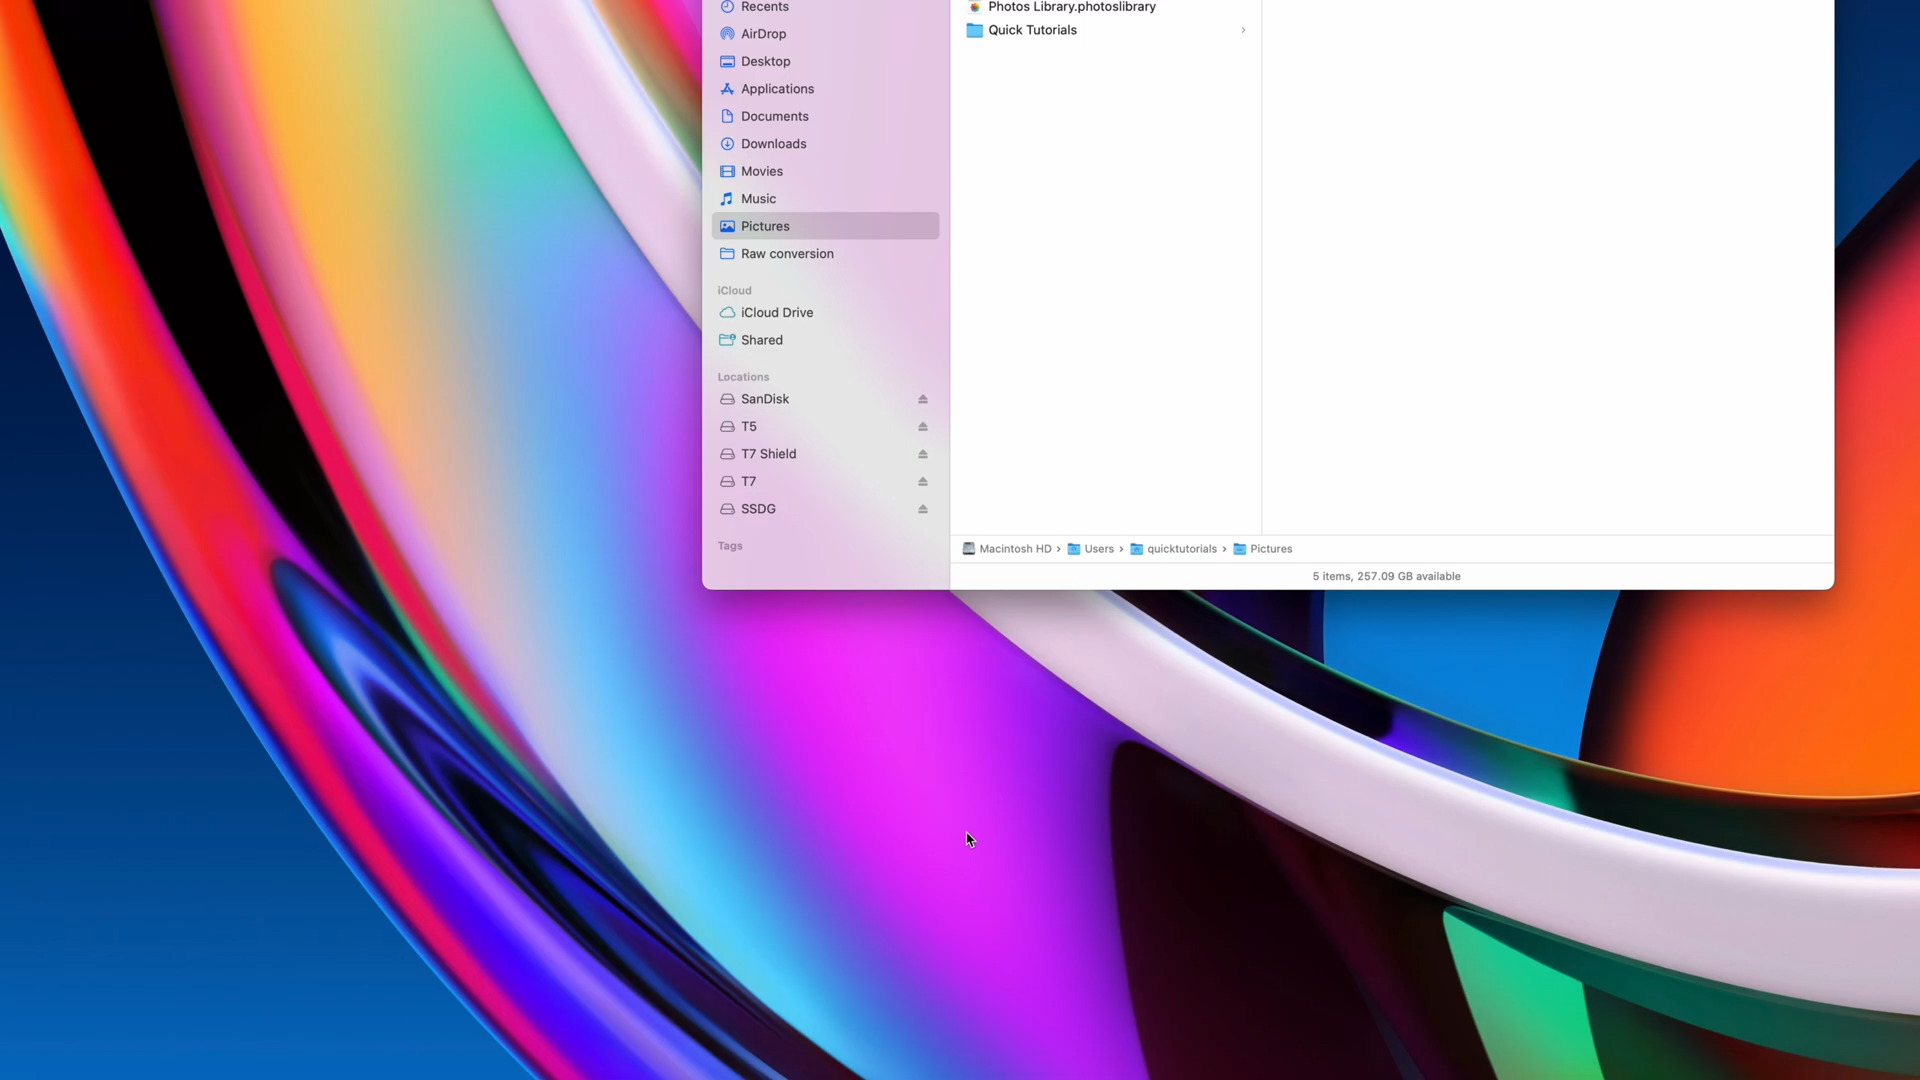 Recents
AirDrop
Desktop
Applications
Documents
Downloads
Movies
Music
Pictures
Raw conversion
iCloud
iCloud Drive
Shared
Locations
SanDisk
T5
T7 Shield
T7
SSDG
Tags
Photos Library.photoslibrary
Quick Tutorials
Macintosh HD › Users › quicktutorials › Pictures
5 items, 257.09 GB available